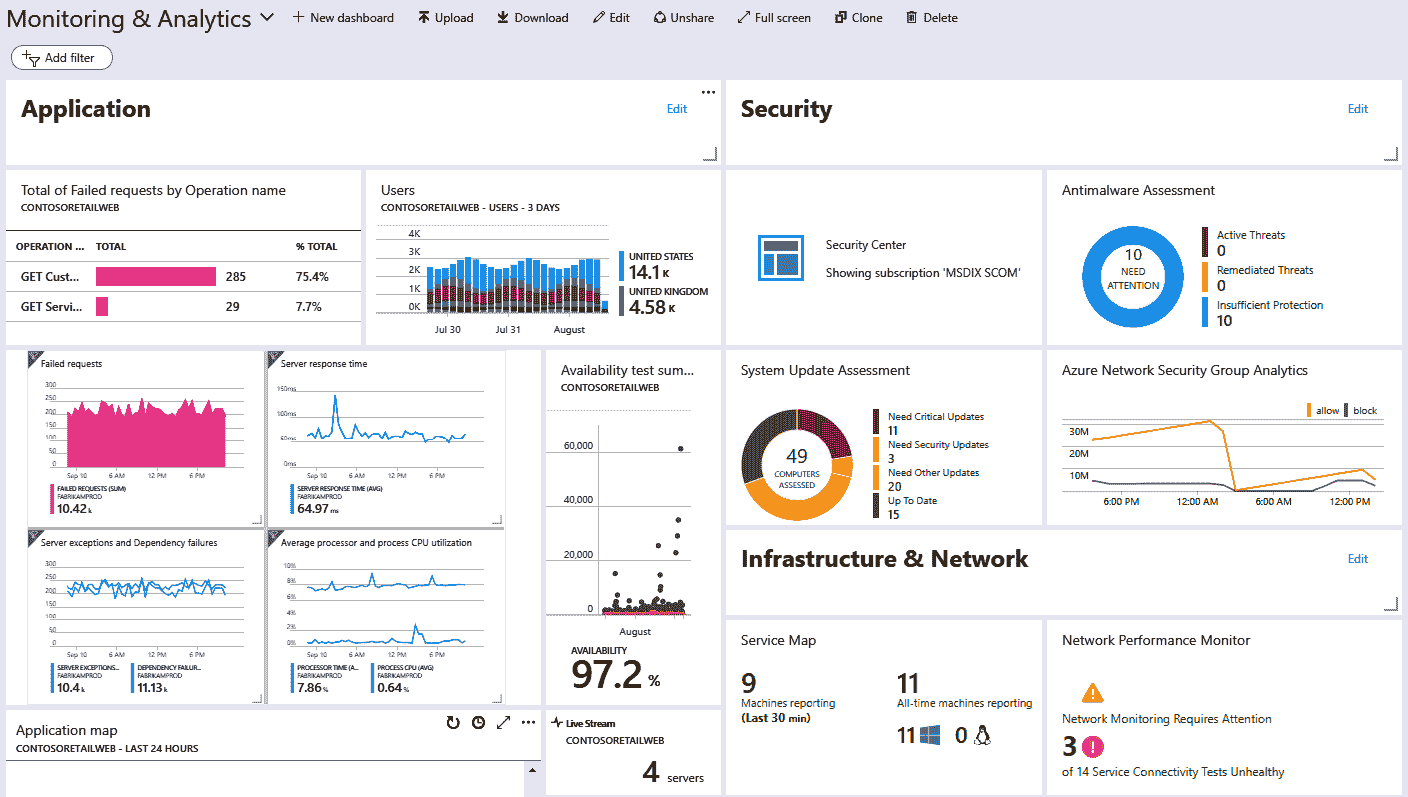 Monitoring & Analytics
New dashboard
Upload
Download
Edit
Unshare
Full screen
Clone
Delete
Add filter
Application
Edit
Security
Edit
Total of Failed requests by Operation name
CONTOSORETAILWEB
OPERATION ... TOTAL % TOTAL
GET Cust... 285 75.4%
GET Servi... 29 7.7%
Users
CONTOSORETAILWEB - USERS - 3 DAYS
4K
3K
2K
1K
0K
Jul 30 Jul 31 August
UNITED STATES
14.1 K
UNITED KINGDOM
4.58 K
Security Center
Showing subscription 'MSDIX SCOM'
Antimalware Assessment
10
NEED
ATTENTION
Active Threats
0
Remediated Threats
0
Insufficient Protection
10
Failed requests
300
250
200
150
100
50
0
Sep 10 6 AM 12 PM 6 PM
FAILED REQUESTS (SUM)
FABRIKAMPROD
10.42 k
Server response time
150ms
100ms
50ms
0ms
Sep 10 6 AM 12 PM 6 PM
SERVER RESPONSE TIME (AVG)
FABRIKAMPROD
64.97 ms
Availability test sum...
CONTOSORETAILWEB
60,000
40,000
20,000
0
August
AVAILABILITY
97.2 %
System Update Assessment
49
COMPUTERS
ASSESSED
Need Critical Updates
11
Need Security Updates
3
Need Other Updates
20
Up To Date
15
Azure Network Security Group Analytics
allow block
30M
20M
10M
6:00 PM 12:00 AM 6:00 AM 12:00 PM
Server exceptions and Dependency failures
300
250
200
150
100
50
0
Sep 10 6 AM 12 PM 6 PM
SERVER EXCEPTIONS...
FABRIKAMPROD
10.4 k
DEPENDENCY FAILUR...
FABRIKAMPROD
11.13 k
Average processor and process CPU utilization
10%
8%
6%
4%
2%
0%
Sep 10 6 AM 12 PM 6 PM
PROCESSOR TIME (A...
FABRIKAMPROD
7.86 %
PROCESS CPU (AVG)
FABRIKAMPROD
0.64 %
Infrastructure & Network
Edit
Service Map
9
Machines reporting
(Last 30 min)
11
All-time machines reporting
11 0
Network Performance Monitor
Network Monitoring Requires Attention
3
of 14 Service Connectivity Tests Unhealthy
Application map
CONTOSORETAILWEB - LAST 24 HOURS
Live Stream
CONTOSORETAILWEB
4 servers